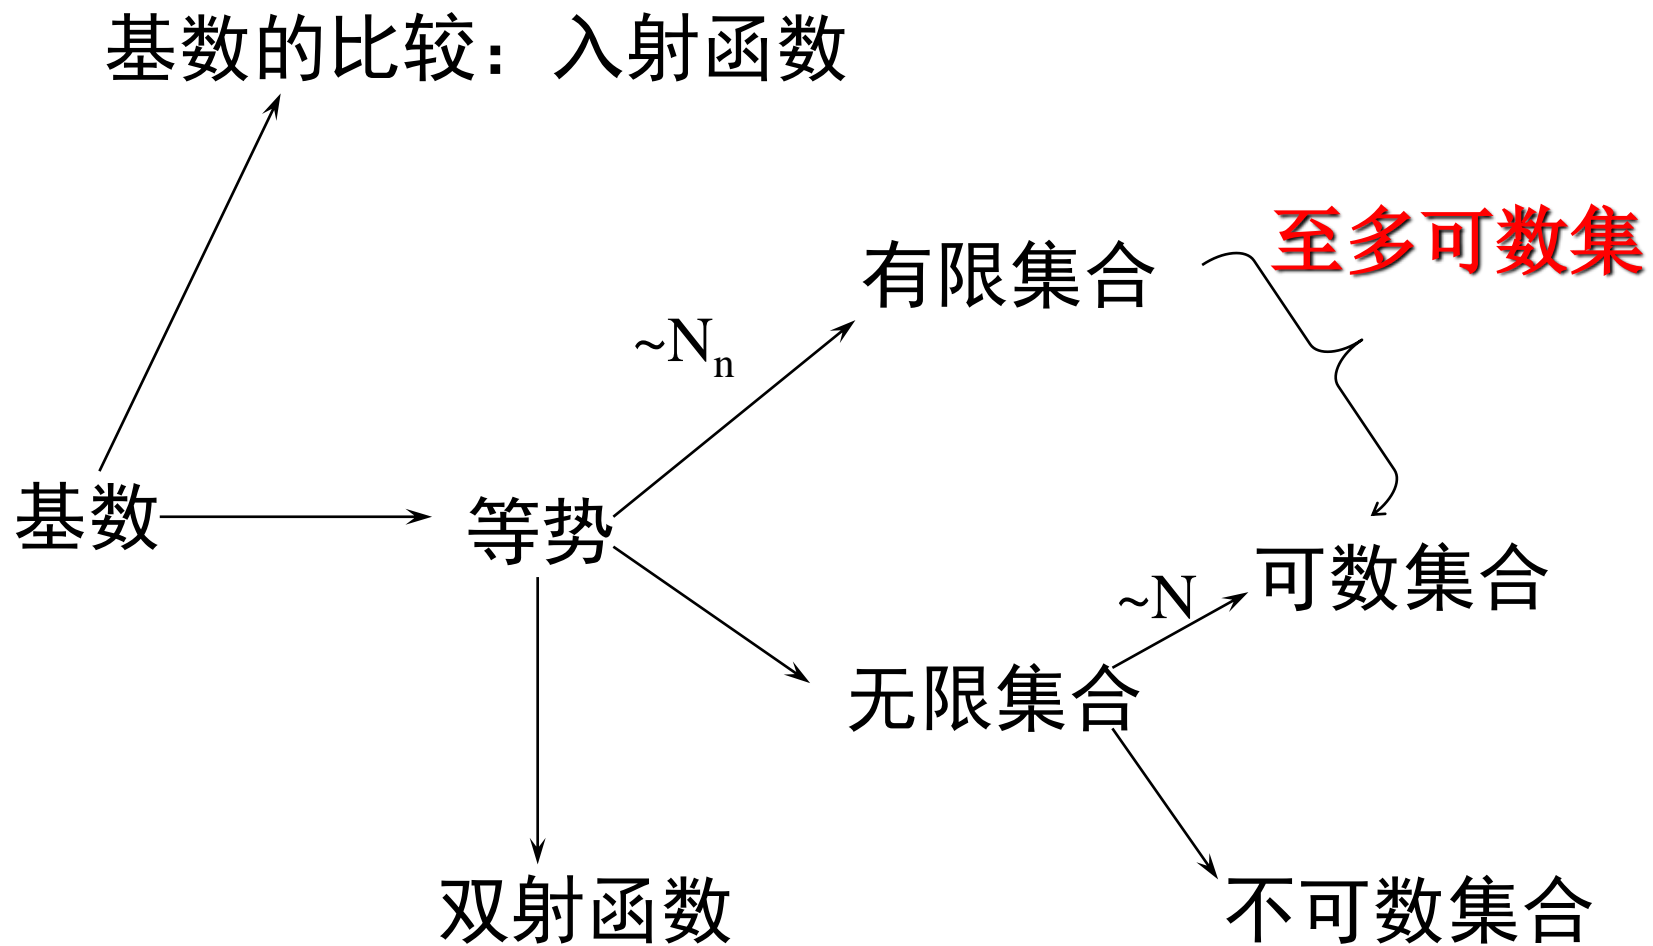 基数的比较：入射函数
至多可数集
有限集合
~Nn
基数
等势
可数集合
~N
无限集合
双射函数
不可数集合